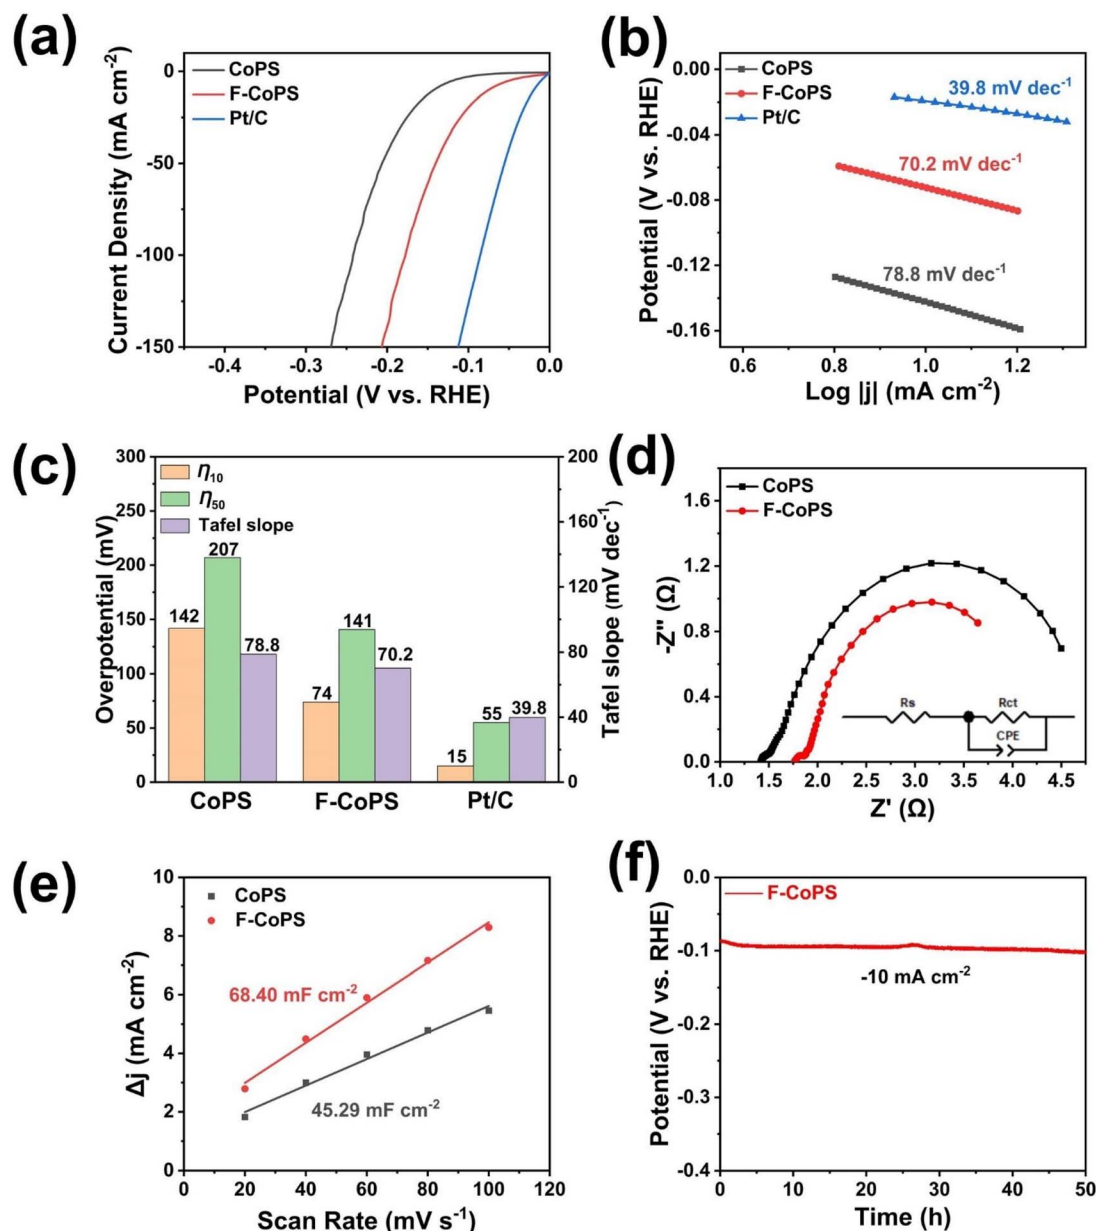 (a)
CoPS
F-CoPS
Pt/C
0
-50
-100
-150
-0.4
-0.3
-0.2
-0.1
0.0
Current Density (mA cm-2)
Potential (V vs. RHE)
(b)
CoPS
F-CoPS
Pt/C
39.8 mV dec-1
70.2 mV dec-1
78.8 mV dec-1
0.00
-0.04
-0.08
-0.12
-0.16
0.6
0.8
1.0
1.2
Potential (V vs. RHE)
Log |j| (mA cm-2)
(c)
η10
η50
Tafel slope
300
250
200
150
100
50
0
200
160
120
80
40
0
142
207
78.8
74
141
70.2
15
55
39.8
CoPS
F-CoPS
Pt/C
Overpotential (mV)
Tafel slope (mV dec-1)
(d)
CoPS
F-CoPS
1.8
1.2
0.8
0.4
0.0
1.0
1.5
2.0
2.5
3.0
3.5
4.0
4.5
Rs
Rct
CPE
-Z'' (Ω)
Z' (Ω)
(e)
CoPS
F-CoPS
68.40 mF cm-2
45.29 mF cm-2
10
8
6
4
2
0
0
20
40
60
80
100
120
Δj (mA cm-2)
Scan Rate (mV s-1)
(f)
F-CoPS
-10 mA cm-2
0.0
-0.1
-0.2
-0.3
-0.4
0
10
20
30
40
50
Potential (V vs. RHE)
Time (h)